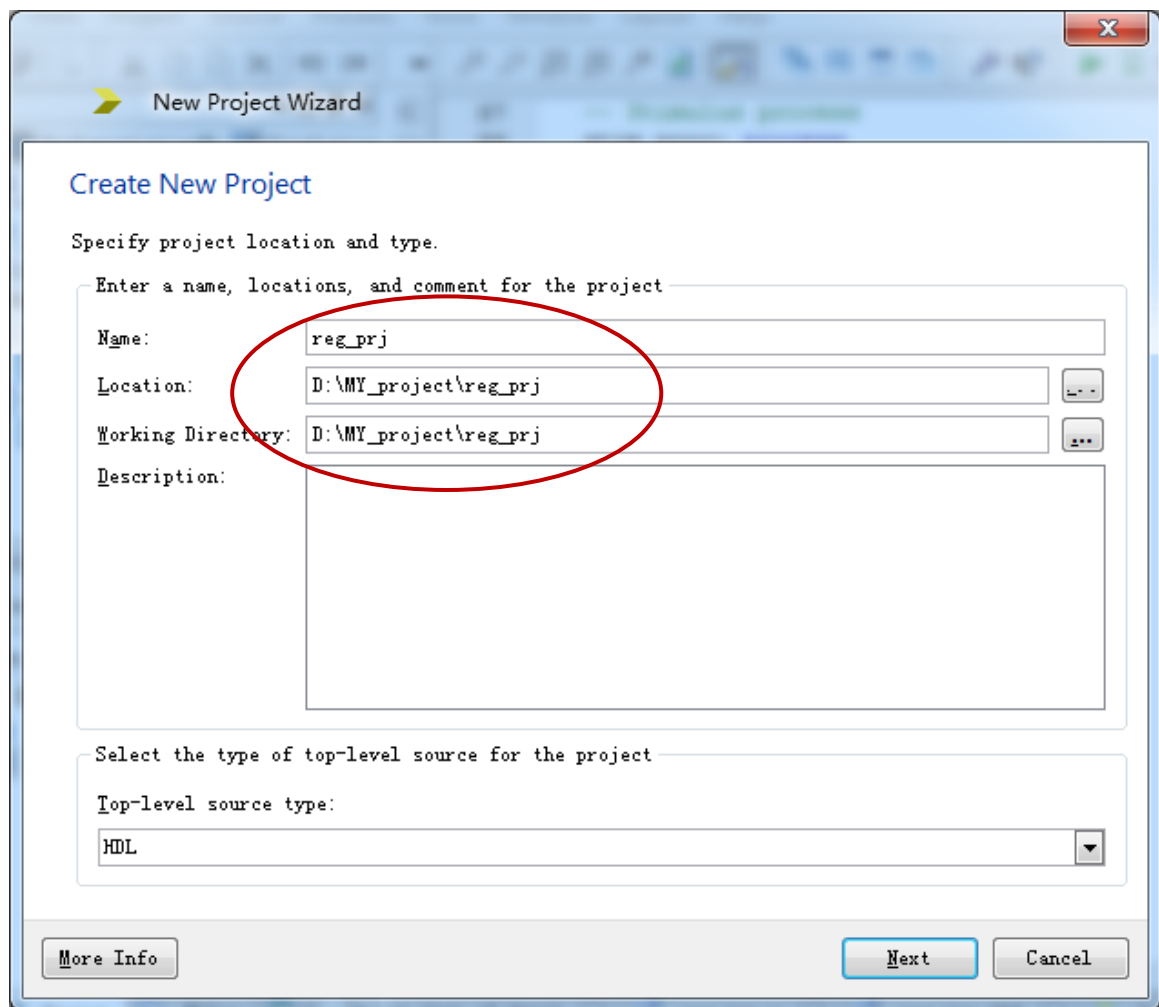 New Project Wizard
Create New Project
Specify project location and type.
Enter a name, locations, and comment for the project
Name:
reg_prj
Location:
D:\MY_project\reg_prj
...
Working Directory:
D:\MY_project\reg_prj
...
Description:
Select the type of top-level source for the project
Top-level source type:
HDL
More Info
Next
Cancel